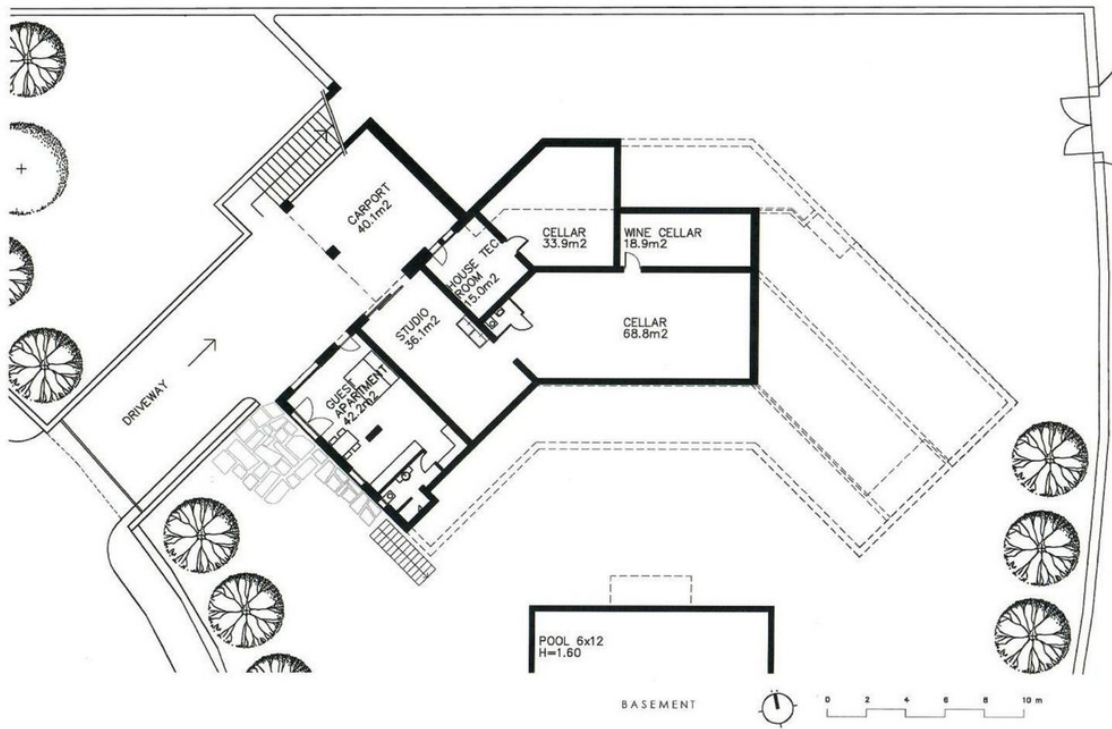 CARPORT
40.1m2
CELLAR
33.9m2
WINE CELLAR
18.9m2
HOUSE TEC.
ROOM
15.0m2
STUDIO
36.1m2
CELLAR
68.8m2
GUEST
APARTMENT
42.2m2
DRIVEWAY
POOL 6x12
H=1.60
BASEMENT
0 2 4 6 8 10 m